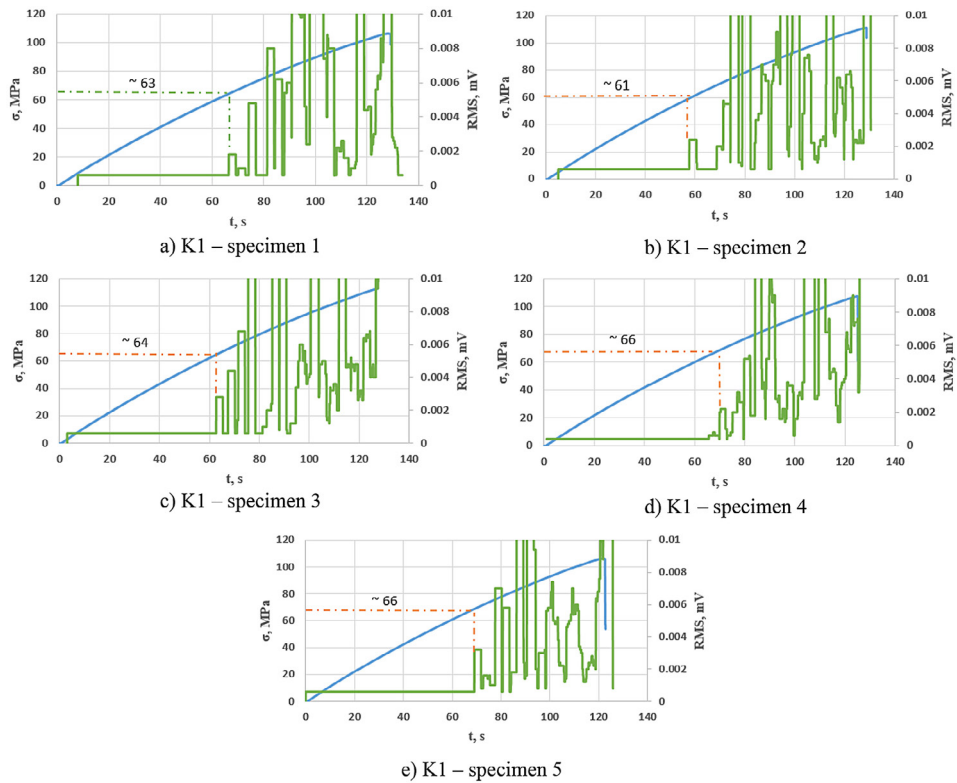 120
100
80
60
40
20
0
σ, MPa
~ 63
0.01
0.008
0.006
0.004
0.002
0
RMS, mV
0 20 40 60 80 100 120 140
t, s
a) K1 – specimen 1
120
100
80
60
40
20
0
σ, MPa
~ 61
0.01
0.008
0.006
0.004
0.002
0
RMS, mV
0 20 40 60 80 100 120 140
t, s
b) K1 – specimen 2
120
100
80
60
40
20
0
σ, MPa
~ 64
0.01
0.008
0.006
0.004
0.002
0
RMS, mV
0 20 40 60 80 100 120 140
t, s
c) K1 – specimen 3
120
100
80
60
40
20
0
σ, MPa
~ 66
0.01
0.008
0.006
0.004
0.002
0
RMS, mV
0 20 40 60 80 100 120 140
t, s
d) K1 – specimen 4
120
100
80
60
40
20
0
σ, MPa
~ 66
0.01
0.008
0.006
0.004
0.002
0
RMS, mV
0 20 40 60 80 100 120 140
t, s
e) K1 – specimen 5